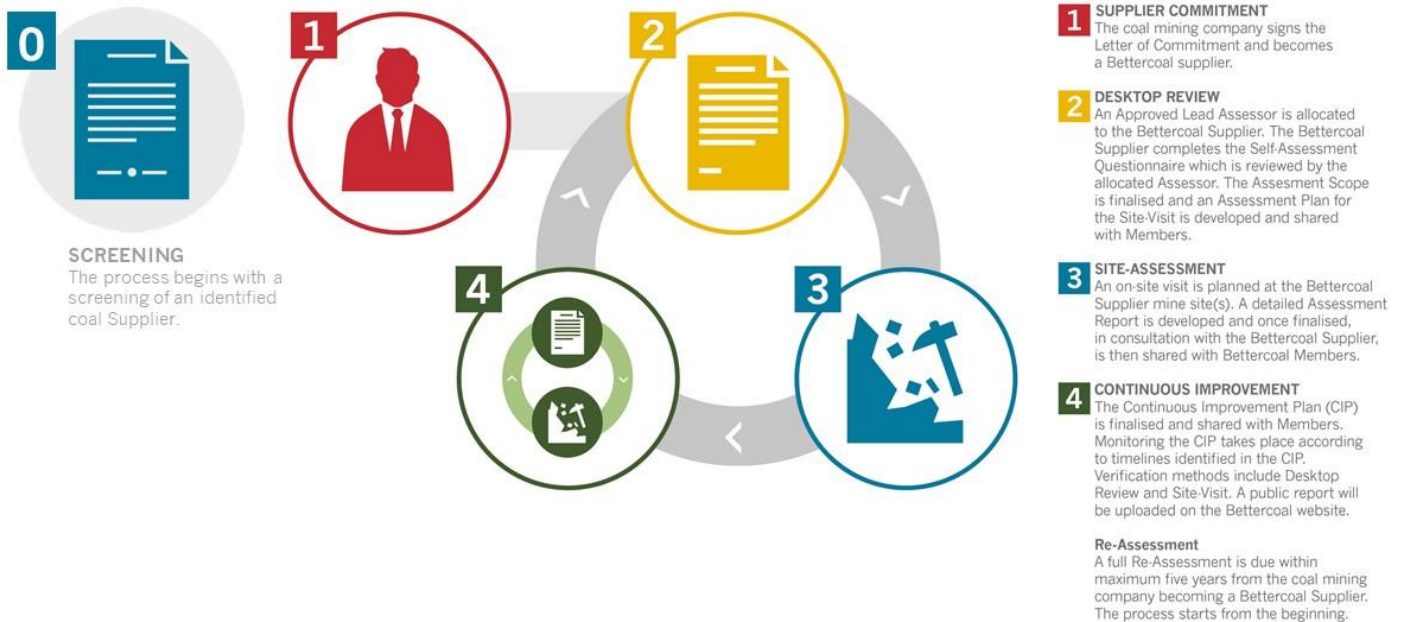 0
SCREENING
The process begins with a
screening of an identified
coal Supplier.
1
2
3
4
1 SUPPLIER COMMITMENT
The coal mining company signs the
Letter of Commitment and becomes
a Bettercoal supplier.
2 DESKTOP REVIEW
An Approved Lead Assessor is allocated
to the Bettercoal Supplier. The Bettercoal
Supplier completes the Self-Assessment
Questionnaire which is reviewed by the
allocated Assessor. The Assesment Scope
is finalised and an Assessment Plan for
the Site-Visit is developed and shared
with Members.
3 SITE-ASSESSMENT
An on-site visit is planned at the Bettercoal
Supplier mine site(s). A detailed Assessment
Report is developed and once finalised,
in consultation with the Bettercoal Supplier,
is then shared with Bettercoal Members.
4 CONTINUOUS IMPROVEMENT
The Continuous Improvement Plan (CIP)
is finalised and shared with Members.
Monitoring the CIP takes place according
to timelines identified in the CIP.
Verification methods include Desktop
Review and Site-Visit. A public report will
be uploaded on the Bettercoal website.
Re-Assessment
A full Re-Assessment is due within
maximum five years from the coal mining
company becoming a Bettercoal Supplier.
The process starts from the beginning.